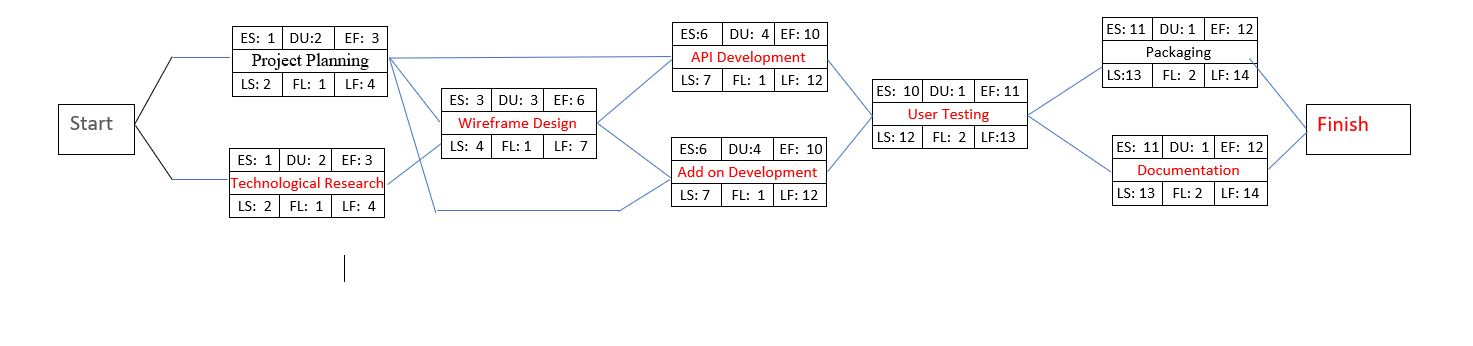 Start
ES: 1 DU:2 EF: 3
Project Planning
LS: 2 FL: 1 LF: 4
ES: 1 DU: 2 EF: 3
Technological Research
LS: 2 FL: 1 LF: 4
ES: 3 DU: 3 EF: 6
Wireframe Design
LS: 4 FL: 1 LF: 7
ES:6 DU: 4 EF: 10
API Development
LS: 7 FL: 1 LF: 12
ES:6 DU:4 EF: 10
Add on Development
LS: 7 FL: 1 LF: 12
ES: 10 DU: 1 EF: 11
User Testing
LS: 12 FL: 2 LF:13
ES: 11 DU: 1 EF: 12
Packaging
LS:13 FL: 2 LF: 14
ES: 11 DU: 1 EF: 12
Documentation
LS: 13 FL: 2 LF: 14
Finish